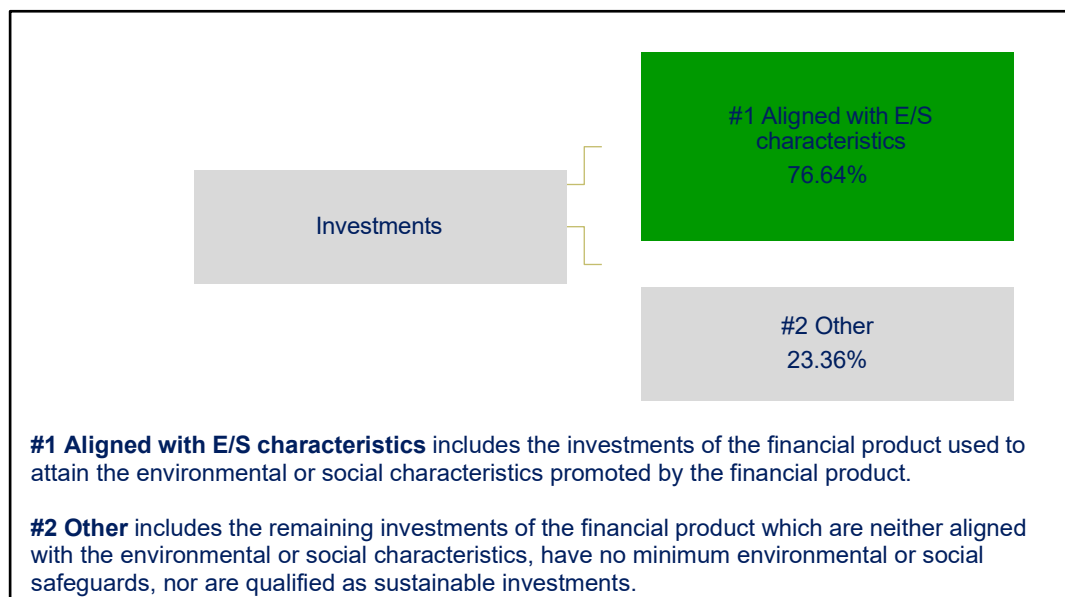 #1 Aligned with E/S
characteristics
76.64%
Investments
#2 Other
23.36%
#1 Aligned with E/S characteristics includes the investments of the financial product used to
attain the environmental or social characteristics promoted by the financial product.
#2 Other includes the remaining investments of the financial product which are neither aligned
with the environmental or social characteristics, have no minimum environmental or social
safeguards, nor are qualified as sustainable investments.